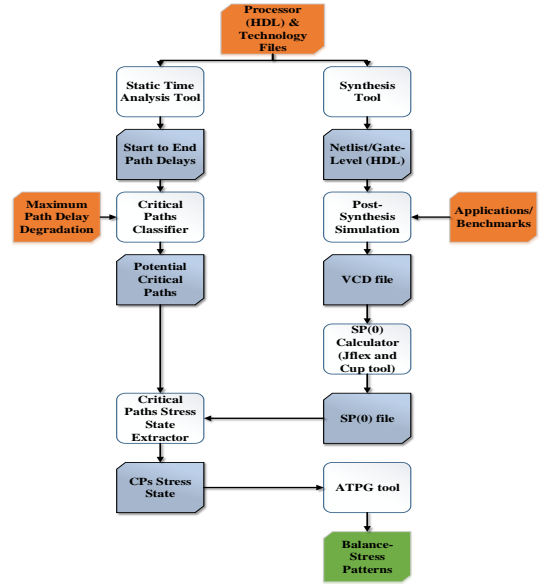 Processor
(HDL) &
Technology
Files
Static Time
Analysis Tool
Synthesis
Tool
Start to End
Path Delays
Netlist/Gate-
Level (HDL)
Maximum
Path Delay
Degradation
Critical
Paths
Classifier
Post-
Synthesis
Simulation
Applications/
Benchmarks
Potential
Critical
Paths
VCD file
SP(0)
Calculator
(Jflex and
Cup tool)
Critical
Paths Stress
State
Extractor
SP(0) file
CPs Stress
State
ATPG tool
Balance-
Stress
Patterns